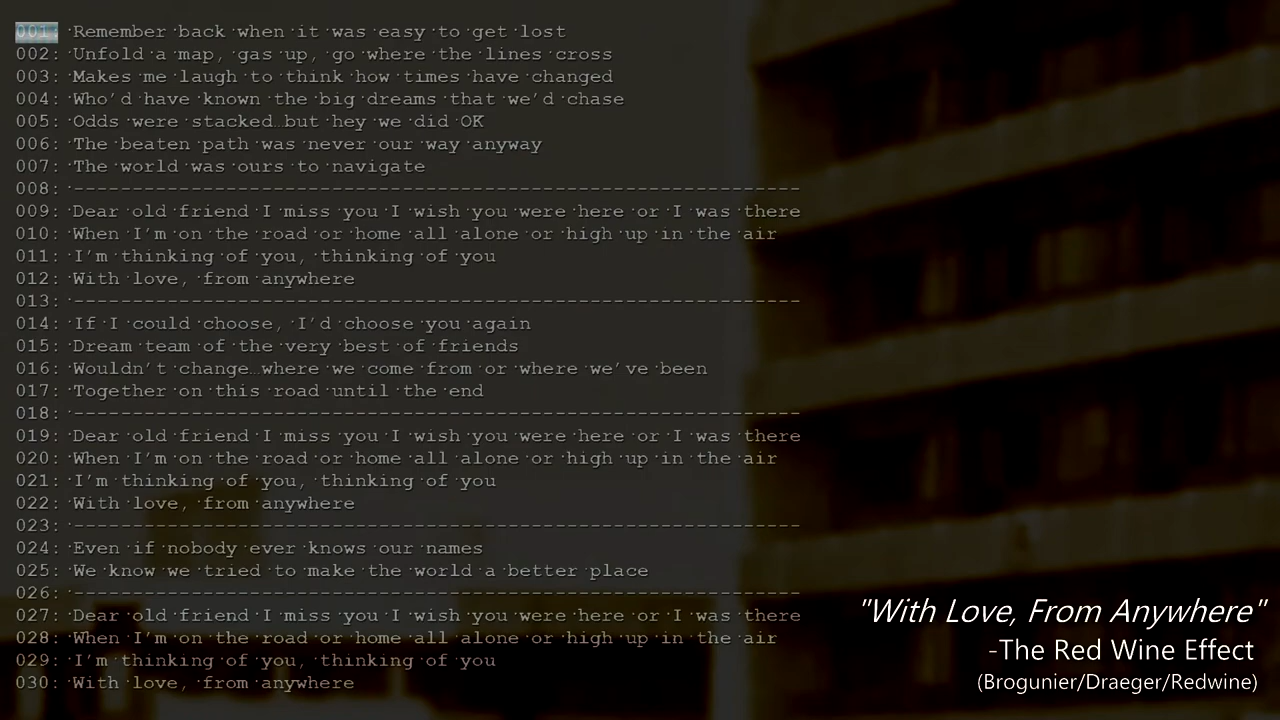 001: Remember back when it was easy to get lost
002: Unfold a map, gas up, go where the lines cross
003: Makes me laugh to think how times have changed
004: Who'd have known the big dreams that we'd chase
005: Odds were stacked…but hey we did OK
006: The beaten path was never our way anyway
007: The world was ours to navigate
008: --------------------------------------------------------------
009: Dear old friend I miss you I wish you were here or I was there
010: When I'm on the road or home all alone or high up in the air
011: I'm thinking of you, thinking of you
012: With love, from anywhere
013: --------------------------------------------------------------
014: If I could choose, I'd choose you again
015: Dream team of the very best of friends
016: Wouldn't change…where we come from or where we've been
017: Together on this road until the end
018: --------------------------------------------------------------
019: Dear old friend I miss you I wish you were here or I was there
020: When I'm on the road or home all alone or high up in the air
021: I'm thinking of you, thinking of you
022: With love, from anywhere
023: --------------------------------------------------------------
024: Even if nobody ever knows our names
025: We know we tried to make the world a better place
026: --------------------------------------------------------------
027: Dear old friend I miss you I wish you were here or I was there
028: When I'm on the road or home all alone or high up in the air
029: I'm thinking of you, thinking of you
030: With love, from anywhere
"With Love, From Anywhere"
-The Red Wine Effect
(Brogunier/Draeger/Redwine)